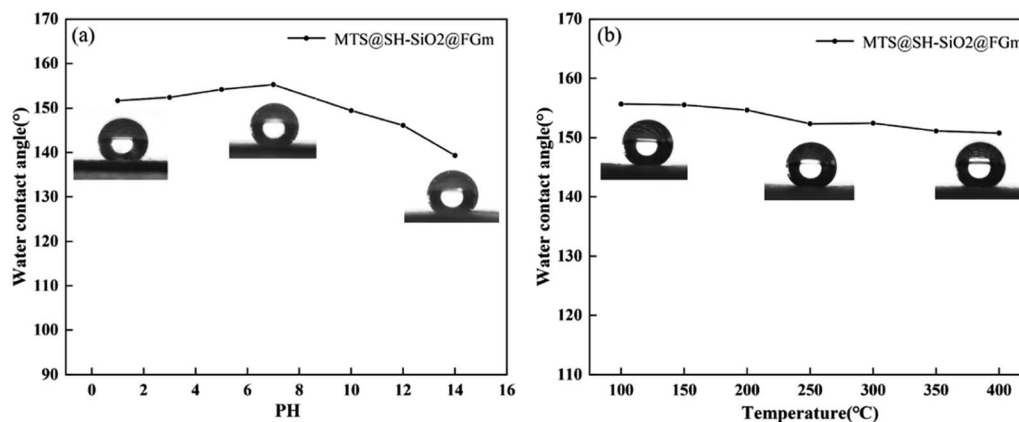 (a)
MTS@SH-SiO2@FGm
Water contact angle(°)
170
160
150
140
130
120
110
100
90
0 2 4 6 8 10 12 14 16
PH
(b)
MTS@SH-SiO2@FGm
Water contact angle(°)
170
160
150
140
130
120
110
100 150 200 250 300 350 400
Temperature(°C)